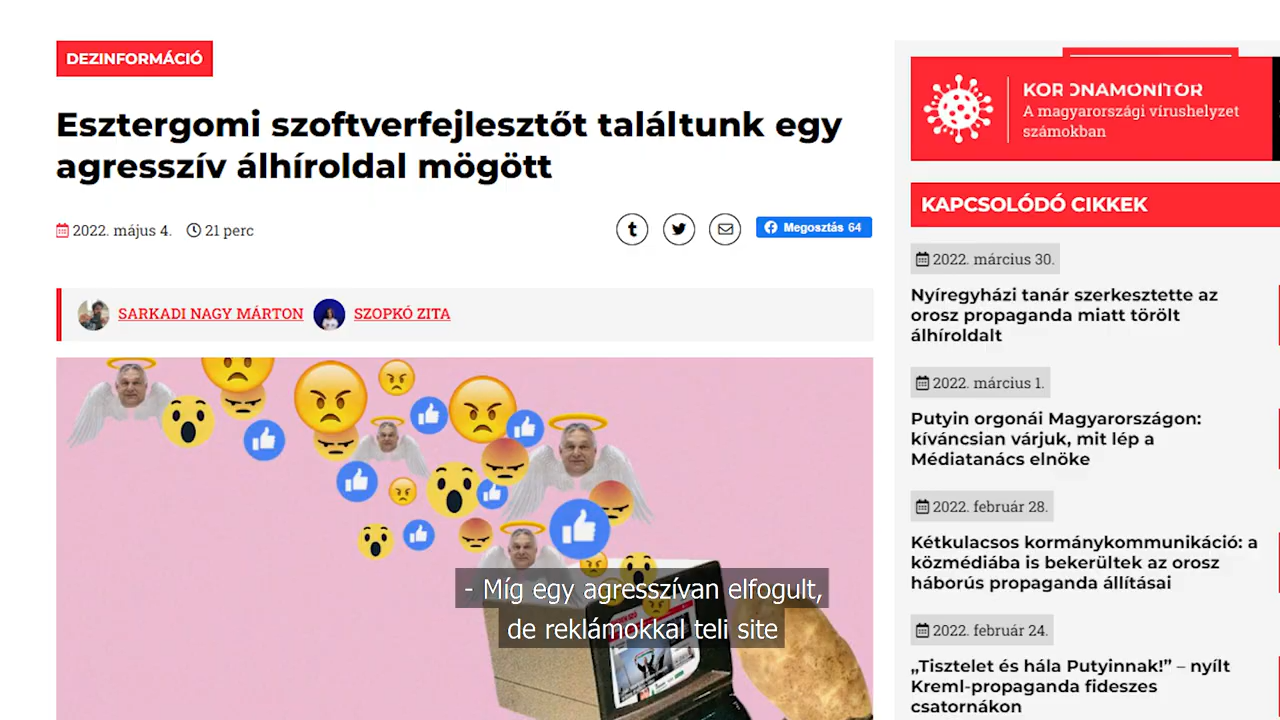 DEZINFORMÁCIÓ
Esztergomi szoftverfejlesztőt találtunk egy
agresszív álhíroldal mögött
2022. május 4. 21 perc
Megosztás 64
SARKADI NAGY MÁRTON SZOPKÓ ZITA
- Míg egy agresszívan elfogult,
de reklámokkal teli site
KORONAMONITOR
A magyarországi vírushelyzet
számokban
KAPCSOLÓDÓ CIKKEK
2022. március 30.
Nyíregyházi tanár szerkesztette az
orosz propaganda miatt törölt
álhíroldalt
2022. március 1.
Putyin orgonái Magyarországon:
kíváncsian várjuk, mit lép a
Médiatanács elnöke
2022. február 28.
Kétkulacsos kormánykommunikáció: a
közmédiába is bekerültek az orosz
háborús propaganda állításai
2022. február 24.
„Tisztelet és hála Putyinnak!” – nyílt
Kreml-propaganda fideszes
csatornákon